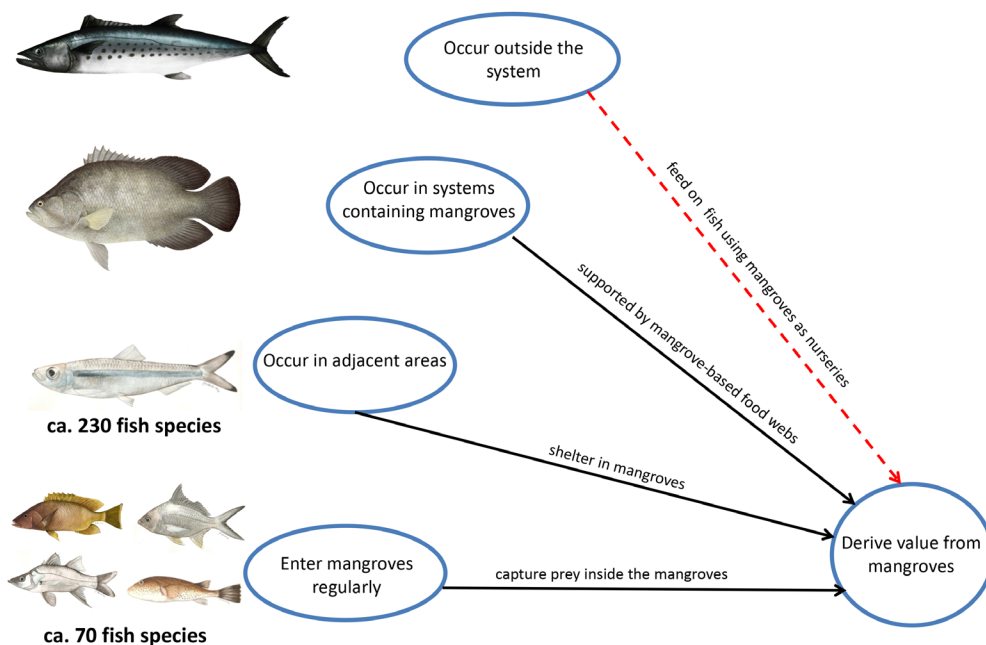 Occur outside the
system
feed on fish using mangroves as nurseries
Occur in systems
containing mangroves
supported by mangrove-based food webs
Occur in adjacent areas
ca. 230 fish species
shelter in mangroves
Derive value from
mangroves
Enter mangroves
regularly
capture prey inside the mangroves
ca. 70 fish species